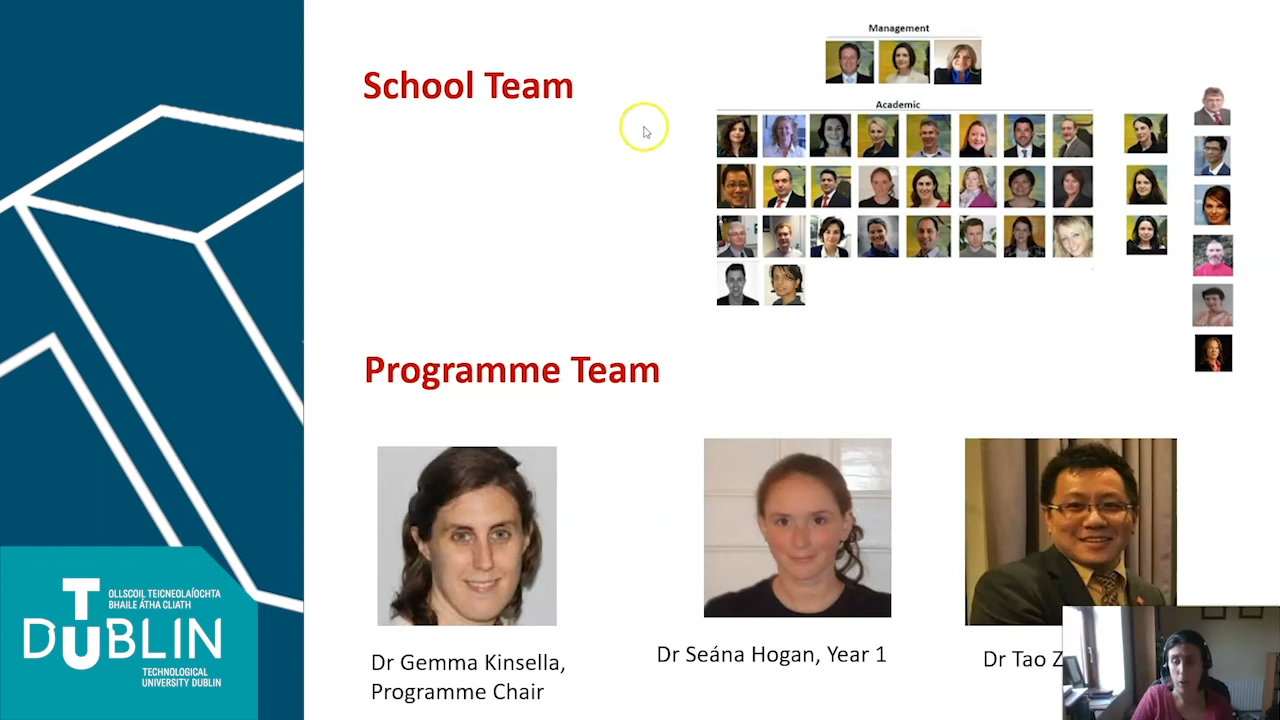 School Team
Management
Academic
Programme Team
Dr Gemma Kinsella,
Programme Chair
Dr Seána Hogan, Year 1
Dr Tao Z
OLLSCOIL TEICNEOLAÍOCHTA
BHAILE ÁTHA CLIATH
TU DUBLIN
TECHNOLOGICAL
UNIVERSITY DUBLIN